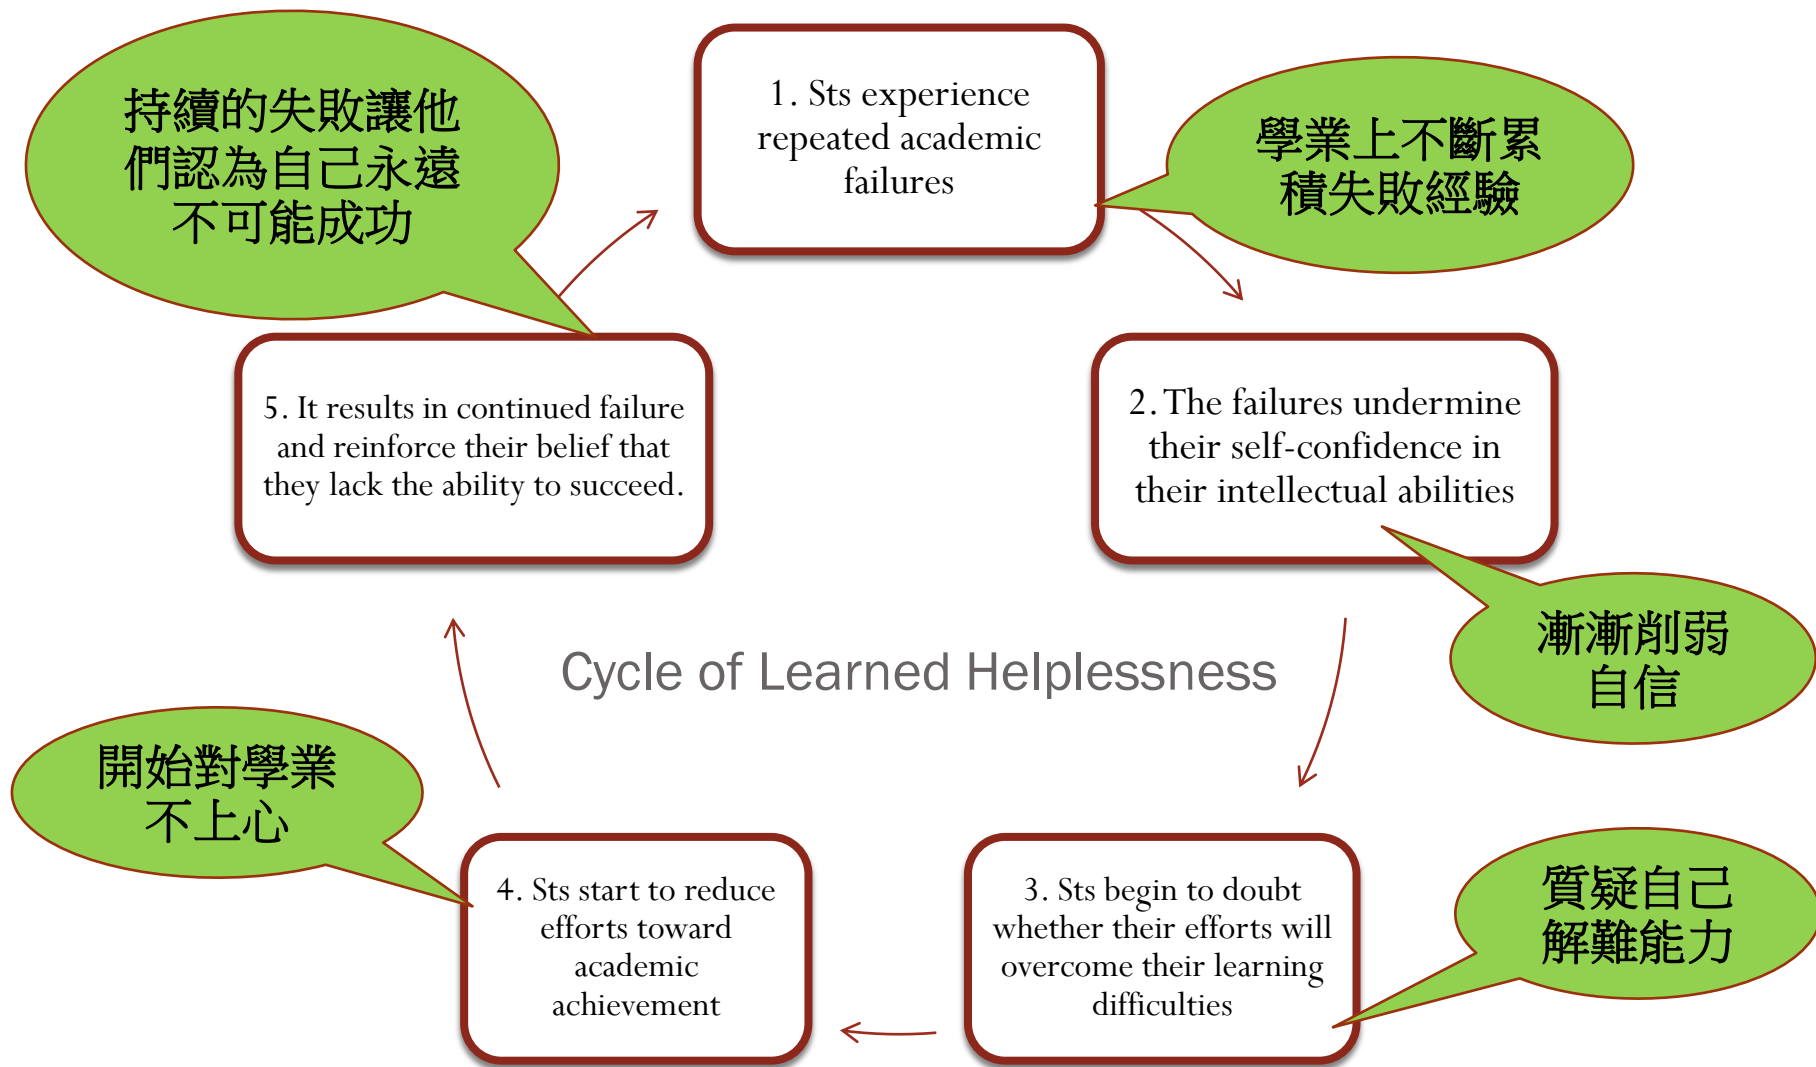 1. Sts experience
repeated academic
failures
學業上不斷累
積失敗經驗
2. The failures undermine
their self-confidence in
their intellectual abilities
漸漸削弱
自信
3. Sts begin to doubt
whether their efforts will
overcome their learning
difficulties
質疑自己
解難能力
4. Sts start to reduce
efforts toward
academic
achievement
開始對學業
不上心
5. It results in continued failure
and reinforce their belief that
they lack the ability to succeed.
持續的失敗讓他
們認為自己永遠
不可能成功
Cycle of Learned Helplessness